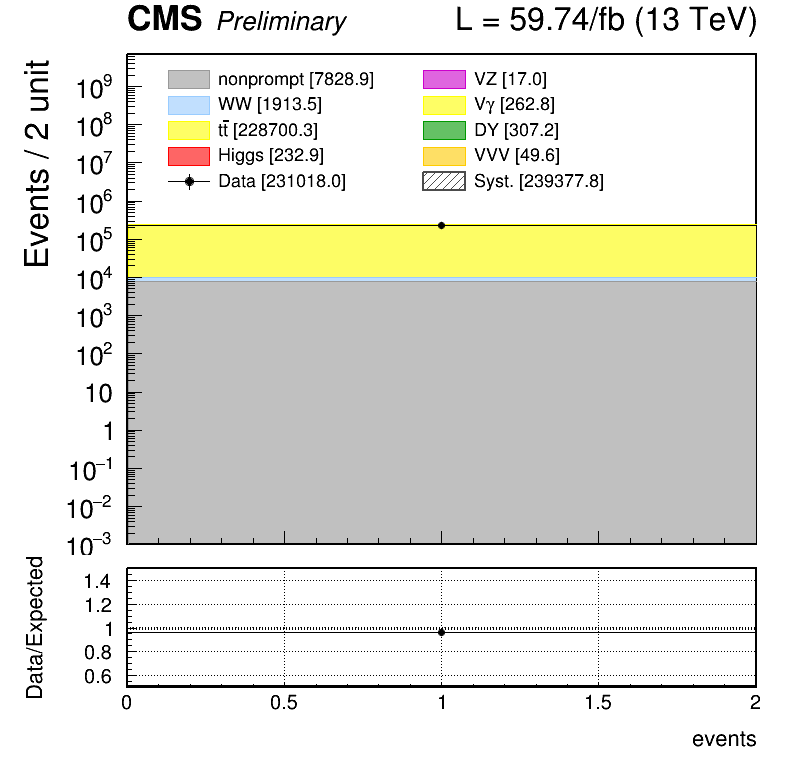 CMS Preliminary L = 59.74/fb (13 TeV)
Events / 2 unit
nonprompt [7828.9] VZ [17.0]
WW [1913.5] Vγ [262.8]
tt̄ [228700.3] DY [307.2]
Higgs [232.9] VVV [49.6]
Data [231018.0] Syst. [239377.8]
10⁹
10⁸
10⁷
10⁶
10⁵
10⁴
10³
10²
10
1
10⁻¹
10⁻²
10⁻³
Data/Expected
1.4
1.2
1
0.8
0.6
0 0.5 1 1.5 2
events